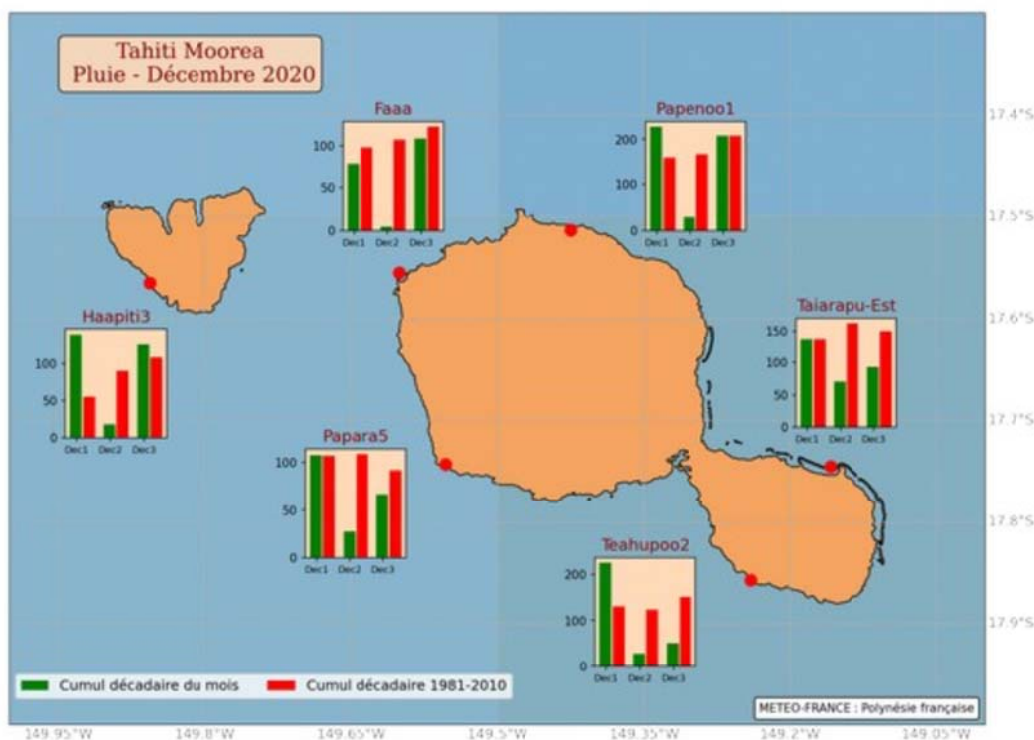 Tahiti Moorea
Pluie - Décembre 2020
Faaa
100
50
0
Dec1 Dec2 Dec3
Papenoo1
200
100
0
Dec1 Dec2 Dec3
Haapiti3
100
50
0
Dec1 Dec2 Dec3
Taiarapu-Est
150
100
50
0
Dec1 Dec2 Dec3
Papara5
100
50
0
Dec1 Dec2 Dec3
Teahupoo2
200
100
0
Dec1 Dec2 Dec3
17.4°S
17.5°S
17.6°S
17.7°S
17.8°S
17.9°S
Cumul décadaire du mois
Cumul décadaire 1981-2010
METEO-FRANCE : Polynésie française
149.95°W 149.8°W 149.65°W 149.5°W 149.35°W 149.2°W 149.05°W